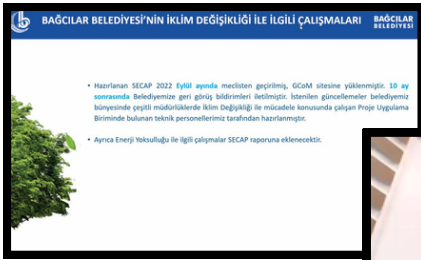 BAĞCILAR BELEDİYESİ'NİN İKLİM DEĞİŞİKLİĞİ İLE İLGİLİ ÇALIŞMALARI
BAĞCILAR
BELEDİYESİ
• Hazırlanan SECAP 2022 Eylül ayında meclisten geçirilmiş, GCoM sitesine yüklenmiştir. 10 ay
sonrasında Belediyemize geri görüş bildirimleri iletilmiştir. İstenilen güncellemeler belediyemiz
bünyesinde çeşitli müdürlüklerde İklim Değişikliği ile mücadele konusunda çalışan Proje Uygulama
Biriminde bulunan teknik personellerimiz tarafından hazırlanmıştır.
• Ayrıca Enerji Yoksulluğu ile ilgili çalışmalar SECAP raporuna eklenecektir.